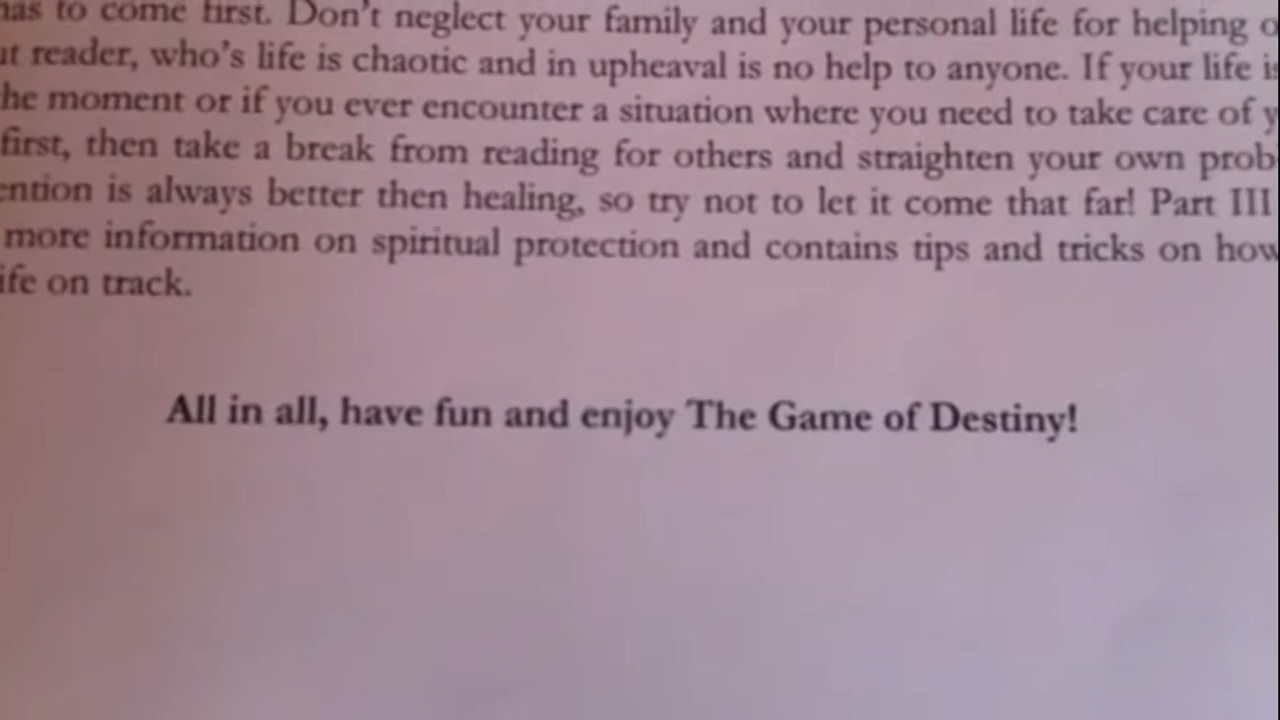 has to come first. Don't neglect your family and your personal life for helping
reader, who's life is chaotic and in upheaval is no help to anyone. If your life is
he moment or if you ever encounter a situation where you need to take care of
first, then take a break from reading for others and straighten your own prob
ention is always better then healing, so try not to let it come that far! Part III
more information on spiritual protection and contains tips and tricks on how
ife on track.
All in all, have fun and enjoy The Game of Destiny!